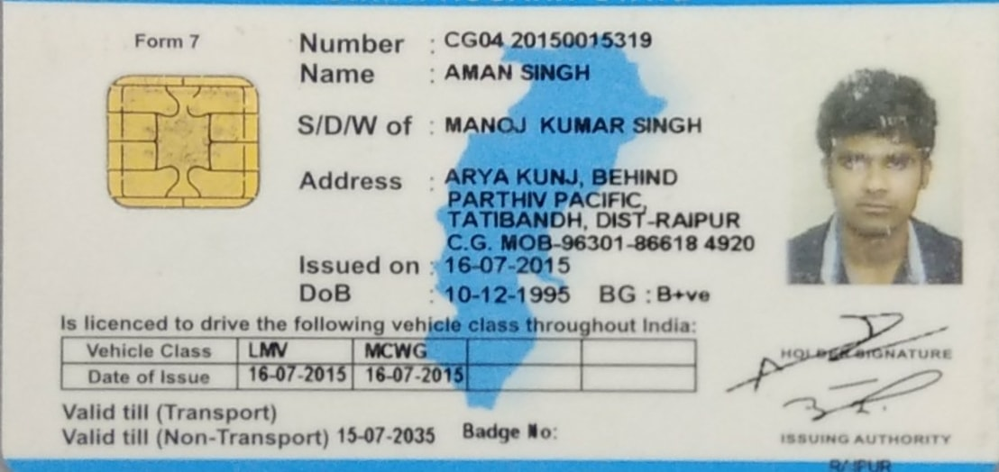 Form 7
Number : CG04 20150015319
Name : AMAN SINGH
S/D/W of : MANOJ KUMAR SINGH
Address : ARYA KUNJ, BEHIND
PARTHIV PACIFIC,
TATIBANDH, DIST-RAIPUR
C.G. MOB-96301-86618 4920
Issued on : 16-07-2015
DoB : 10-12-1995 BG : B+ve
Is licenced to drive the following vehicle class throughout India:
Vehicle Class LMV MCWG
Date of Issue 16-07-2015 16-07-2015
HOLDER SIGNATURE
Valid till (Transport)
Valid till (Non-Transport) 15-07-2035 Badge No:
ISSUING AUTHORITY
RAIPUR